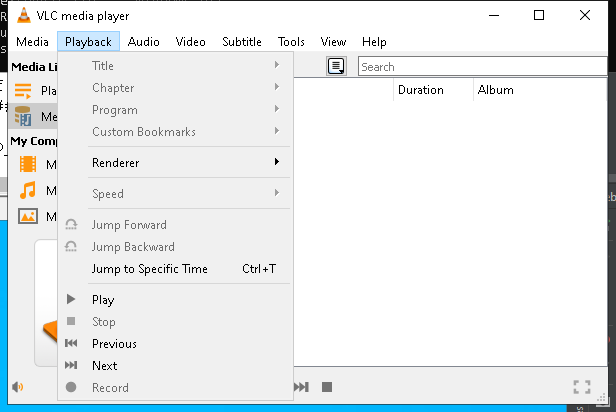 VLC media player
Media Playback Audio Video Subtitle Tools View Help
Media Li
Search
Duration Album
Pla
Me
My Comp
M
M
M
Title
Chapter
Program
Custom Bookmarks
Renderer
Speed
Jump Forward
Jump Backward
Jump to Specific Time Ctrl+T
Play
Stop
Previous
Next
Record